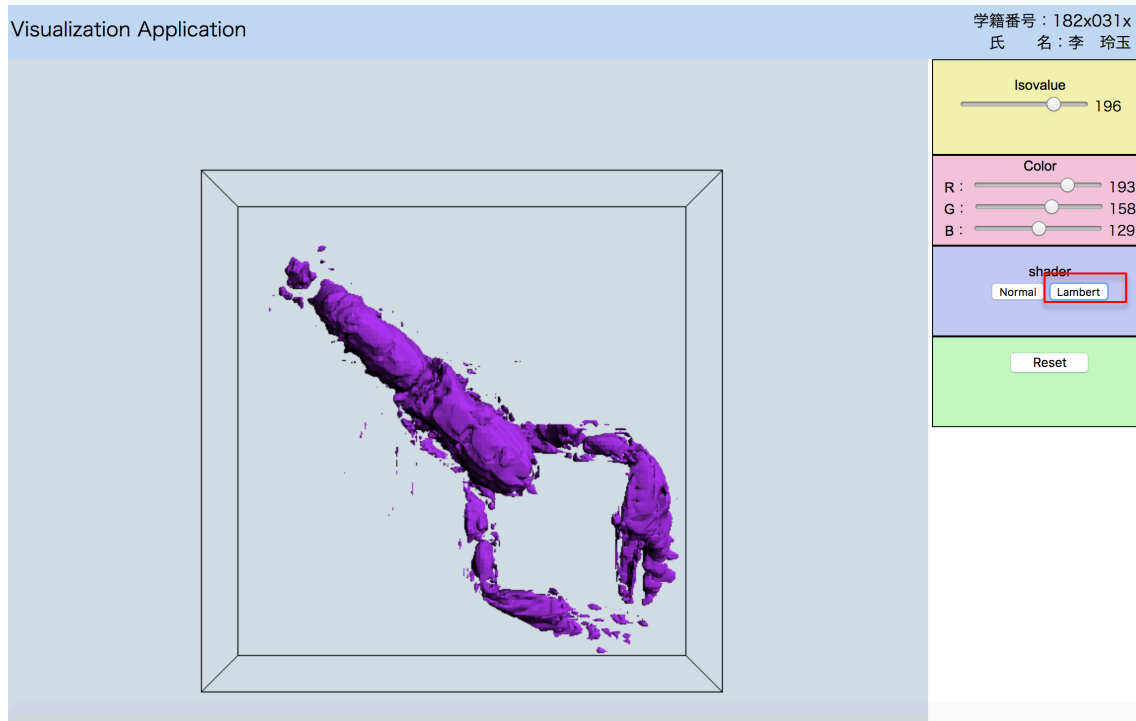 Visualization Application
学籍番号：182x031x
氏　　名：李　玲玉
Isovalue
196
Color
R： 193
G： 158
B： 129
shader
Normal Lambert
Reset